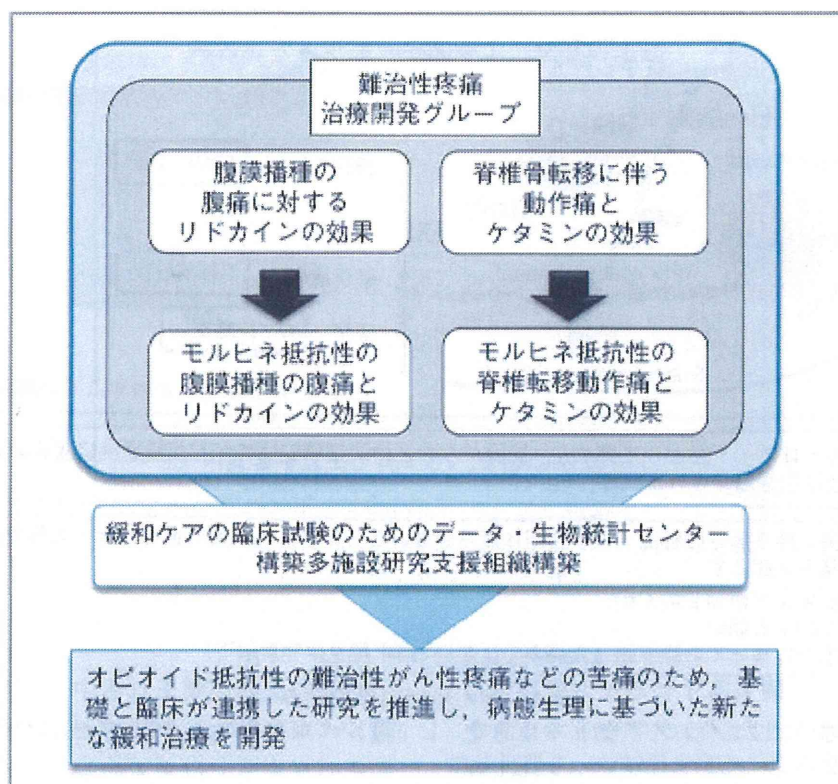 難治性疼痛
治療開発グループ
腹膜播種の
腹痛に対する
リドカインの効果
脊椎骨転移に伴う
動作痛と
ケタミンの効果
モルヒネ抵抗性の
腹膜播種の腹痛と
リドカインの効果
モルヒネ抵抗性の
脊椎転移動作痛と
ケタミンの効果
緩和ケアの臨床試験のためのデータ・生物統計センター
構築多施設研究支援組織構築
オピオイド抵抗性の難治性がん性疼痛などの苦痛のため，基
礎と臨床が連携した研究を推進し，病態生理に基づいた新た
な緩和治療を開発